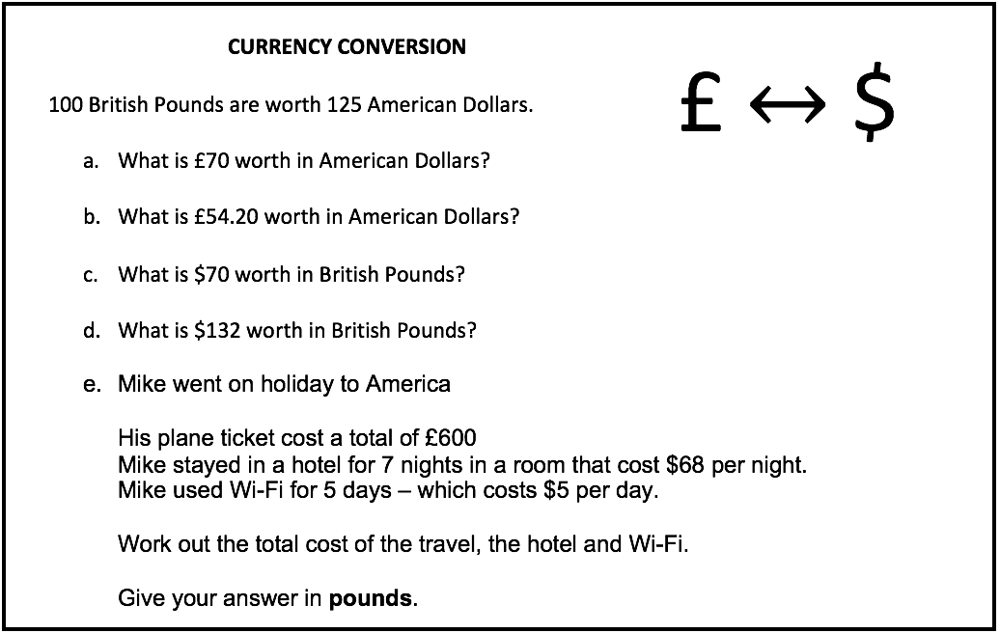 CURRENCY CONVERSION
100 British Pounds are worth 125 American Dollars.
£ ↔ $
a. What is £70 worth in American Dollars?
b. What is £54.20 worth in American Dollars?
c. What is $70 worth in British Pounds?
d. What is $132 worth in British Pounds?
e. Mike went on holiday to America
His plane ticket cost a total of £600
Mike stayed in a hotel for 7 nights in a room that cost $68 per night.
Mike used Wi-Fi for 5 days – which costs $5 per day.
Work out the total cost of the travel, the hotel and Wi-Fi.
Give your answer in pounds.